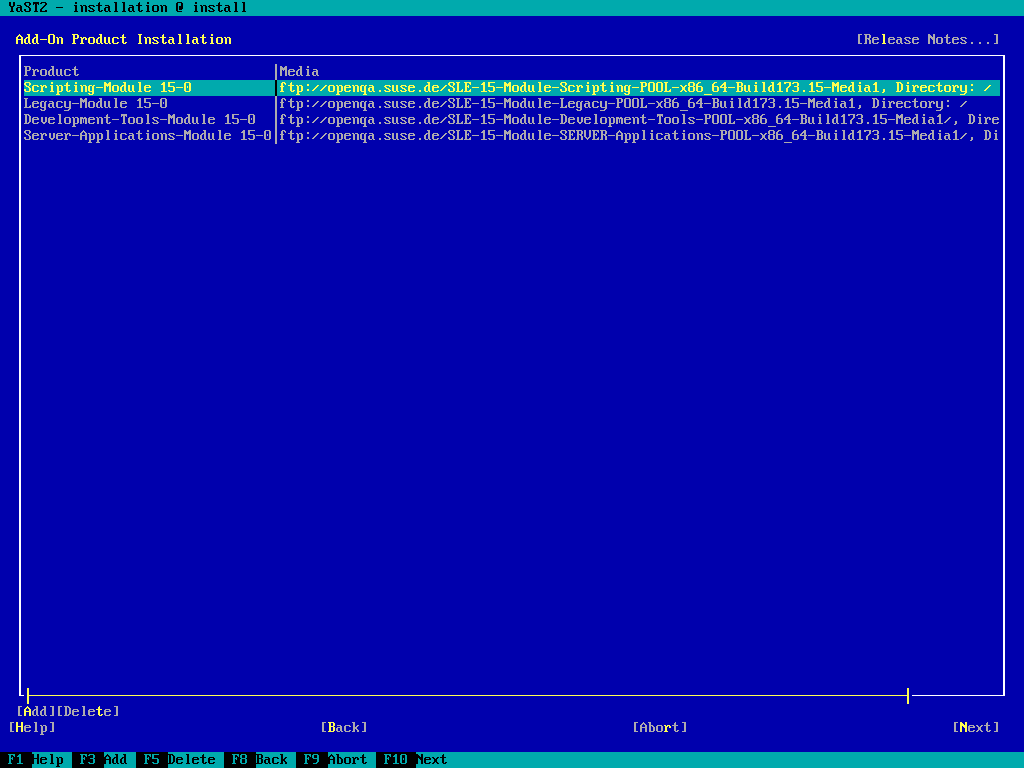 YaST2 - installation @ install
Add-On Product Installation [Release Notes...]
Product |Media
Scripting-Module 15-0 |ftp://openqa.suse.de/SLE-15-Module-Scripting-POOL-x86_64-Build173.15-Media1, Directory: /
Legacy-Module 15-0 |ftp://openqa.suse.de/SLE-15-Module-Legacy-POOL-x86_64-Build173.15-Media1, Directory: /
Development-Tools-Module 15-0 |ftp://openqa.suse.de/SLE-15-Module-Development-Tools-POOL-x86_64-Build173.15-Media1/, Dire
Server-Applications-Module 15-0|ftp://openqa.suse.de/SLE-15-Module-SERVER-Applications-POOL-x86_64-Build173.15-Media1/, Di
[Add][Delete]
[Help] [Back] [Abort] [Next]
F1 Help F3 Add F5 Delete F8 Back F9 Abort F10 Next